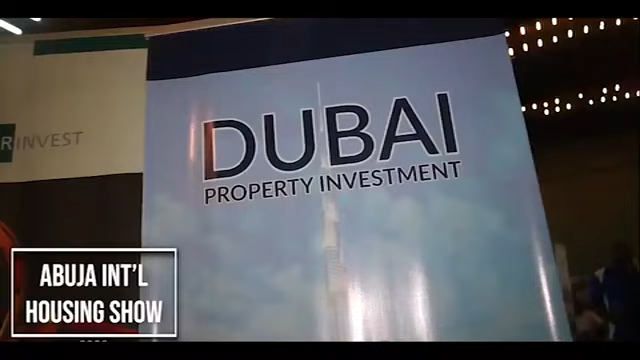 RINVEST
DUBAI
PROPERTY INVESTMENT
ABUJA INT'L
HOUSING SHOW